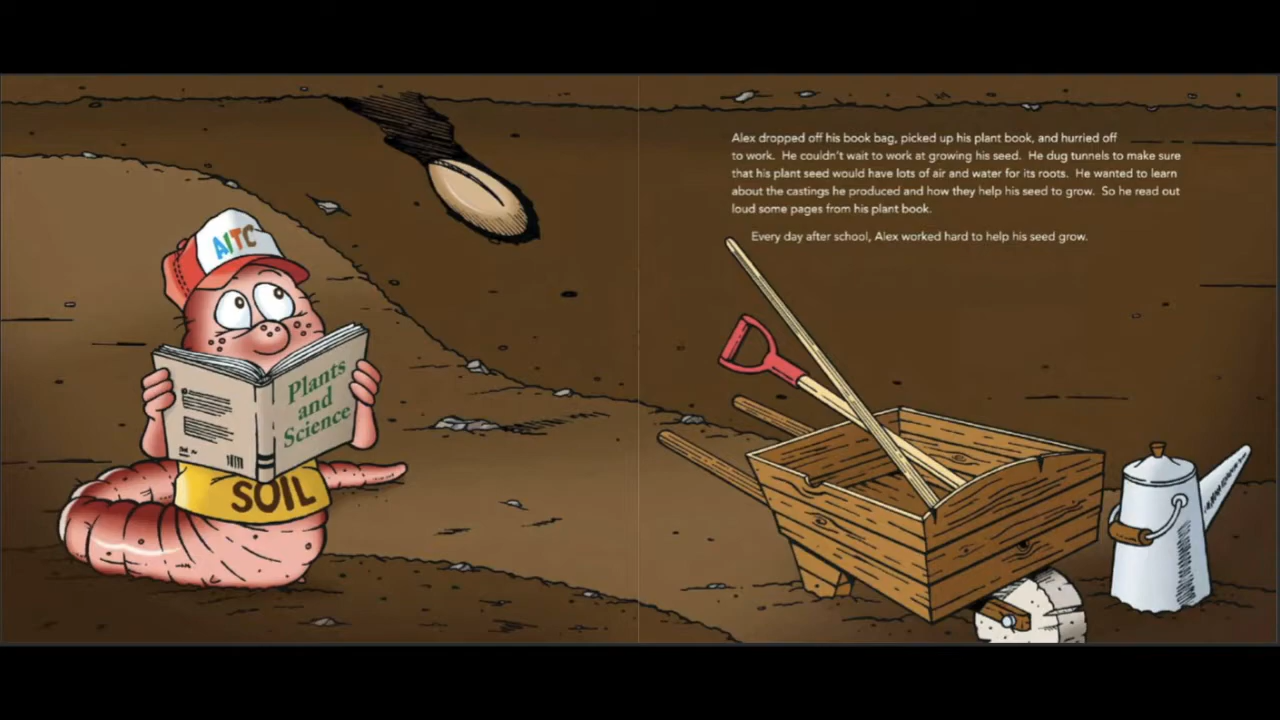 AITC
Plants
and
Science
SOIL
Alex dropped off his book bag, picked up his plant book, and hurried off
to work. He couldn't wait to work at growing his seed. He dug tunnels to make sure
that his plant seed would have lots of air and water for its roots. He wanted to learn
about the castings he produced and how they help his seed to grow. So he read out
loud some pages from his plant book.
Every day after school, Alex worked hard to help his seed grow.